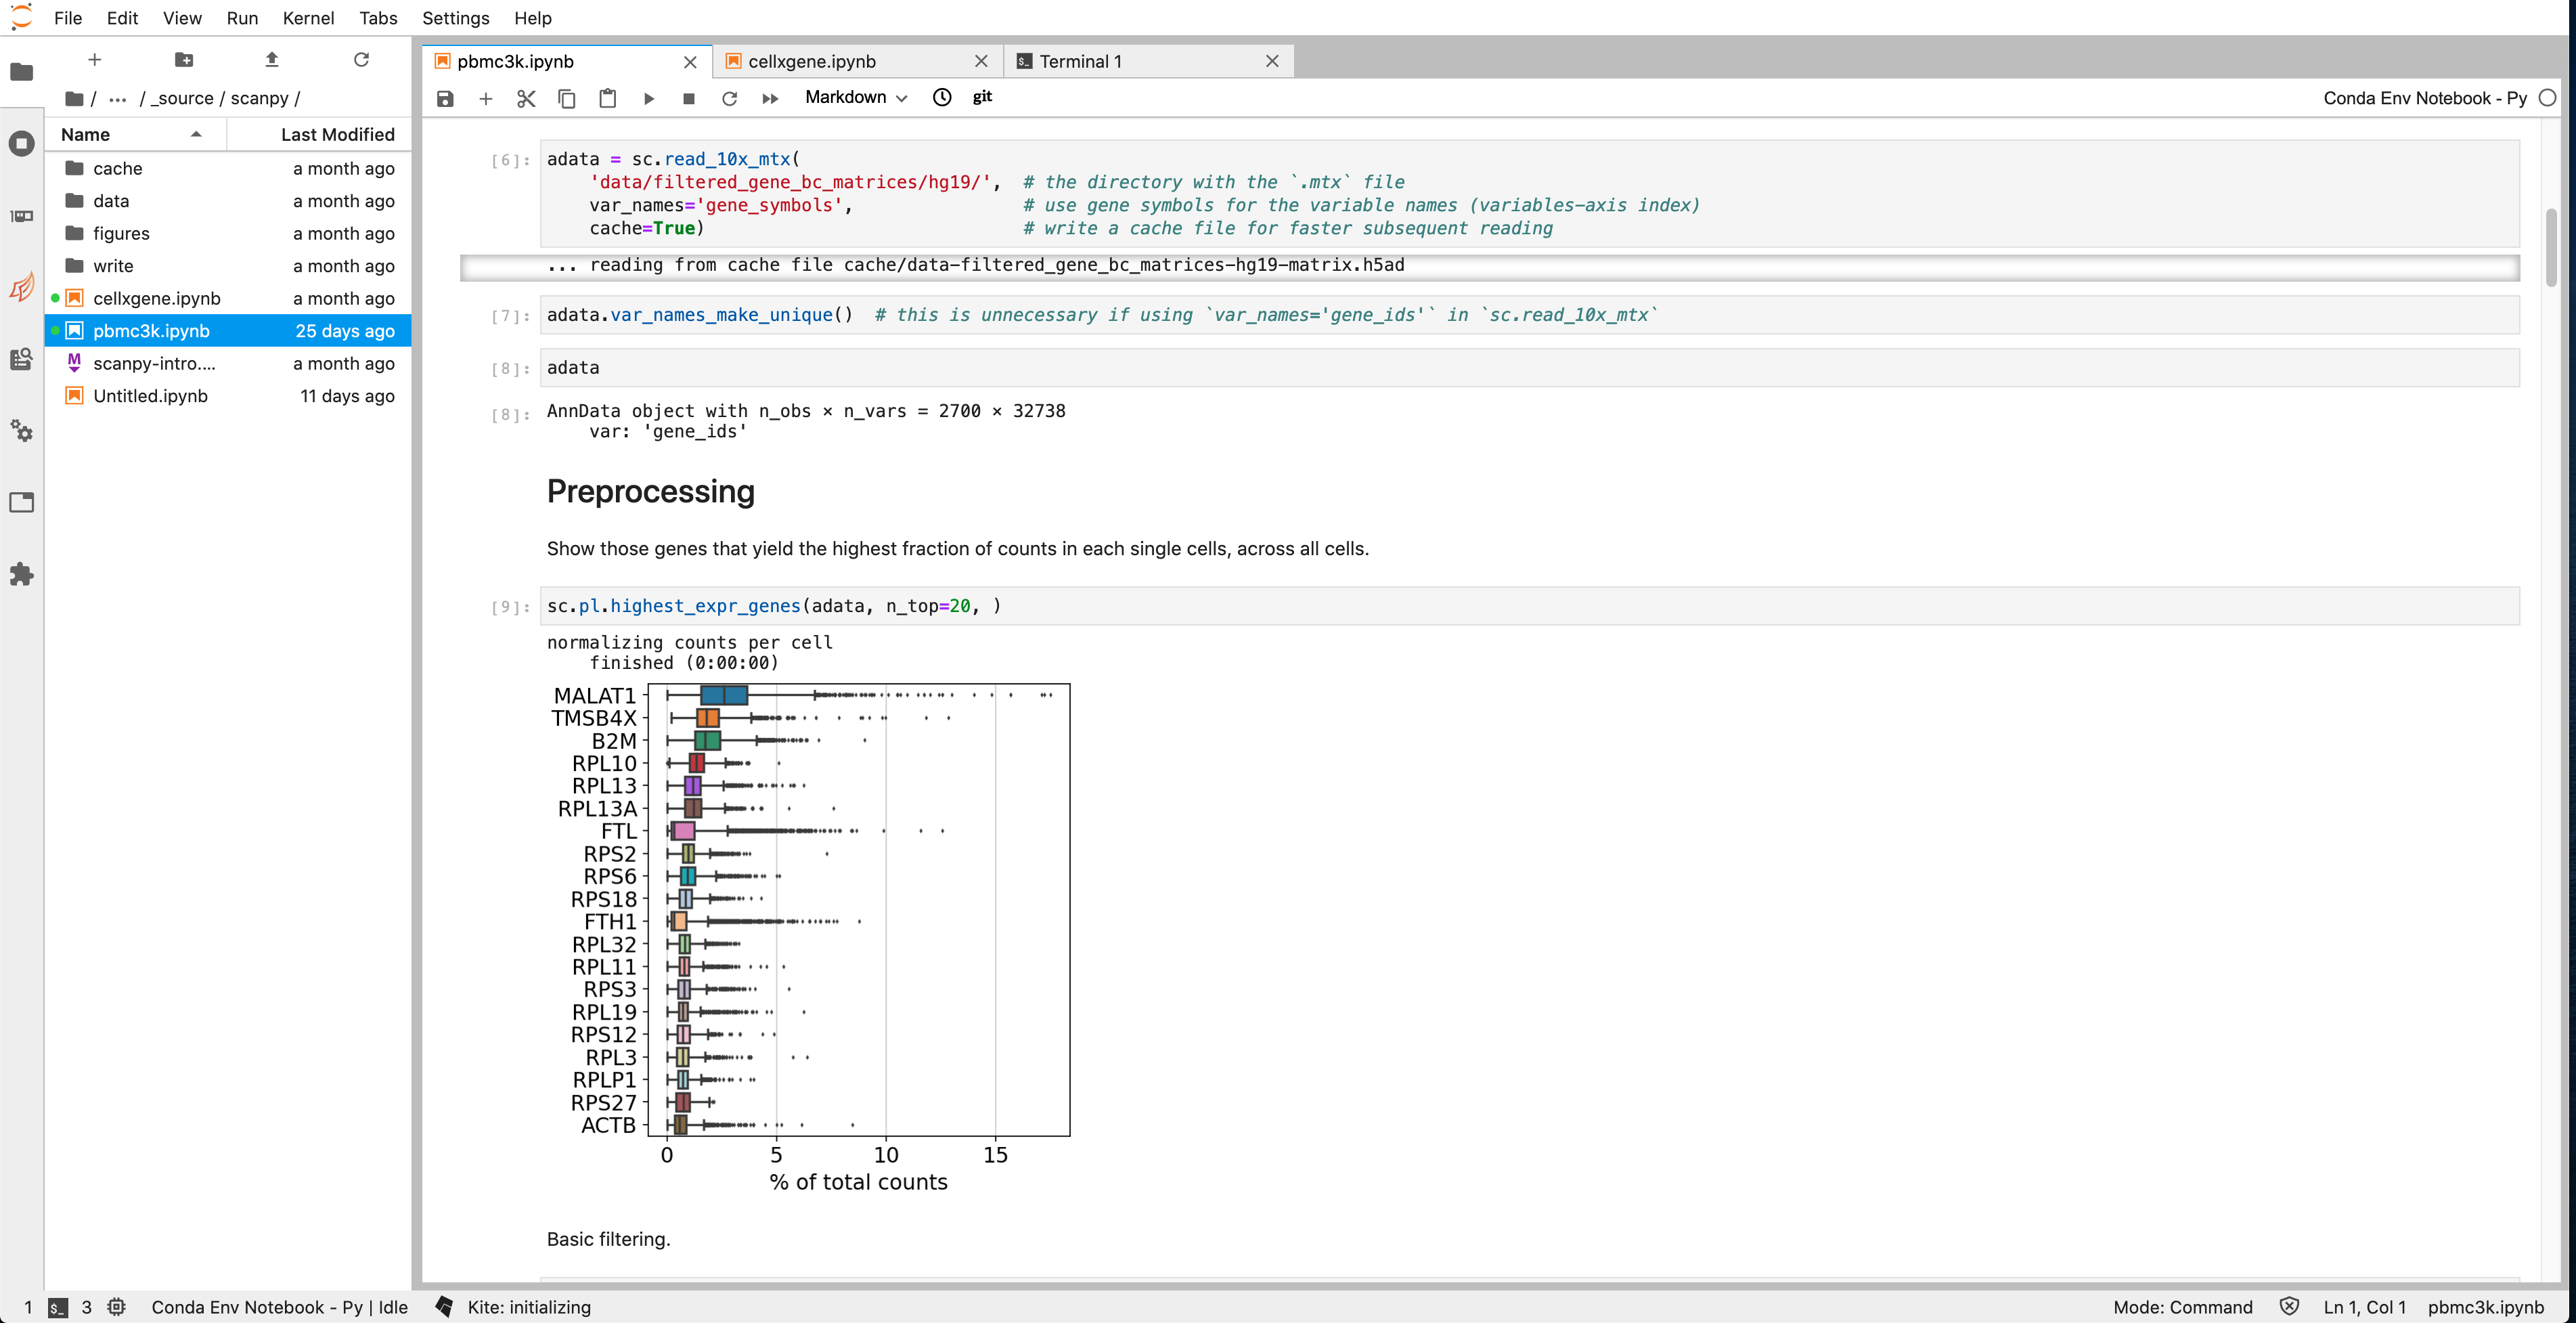 File Edit View Run Kernel Tabs Settings Help
/ ... / _source / scanpy /
Name Last Modified
cache a month ago
data a month ago
figures a month ago
write a month ago
cellxgene.ipynb a month ago
pbmc3k.ipynb 25 days ago
scanpy-intro.... a month ago
Untitled.ipynb 11 days ago
pbmc3k.ipynb cellxgene.ipynb Terminal 1
Markdown git Conda Env Notebook - Py
[6]: adata = sc.read_10x_mtx(
'data/filtered_gene_bc_matrices/hg19/', # the directory with the `.mtx` file
var_names='gene_symbols', # use gene symbols for the variable names (variables-axis index)
cache=True) # write a cache file for faster subsequent reading
... reading from cache file cache/data-filtered_gene_bc_matrices-hg19-matrix.h5ad
[7]: adata.var_names_make_unique() # this is unnecessary if using `var_names='gene_ids'` in `sc.read_10x_mtx`
[8]: adata
[8]: AnnData object with n_obs × n_vars = 2700 × 32738
var: 'gene_ids'
Preprocessing
Show those genes that yield the highest fraction of counts in each single cells, across all cells.
[9]: sc.pl.highest_expr_genes(adata, n_top=20, )
normalizing counts per cell
finished (0:00:00)
MALAT1
TMSB4X
B2M
RPL10
RPL13
RPL13A
FTL
RPS2
RPS6
RPS18
FTH1
RPL32
RPL11
RPS3
RPL19
RPS12
RPL3
RPLP1
RPS27
ACTB
0 5 10 15
% of total counts
Basic filtering.
1 $_ 3 Conda Env Notebook - Py | Idle Kite: initializing Mode: Command Ln 1, Col 1 pbmc3k.ipynb